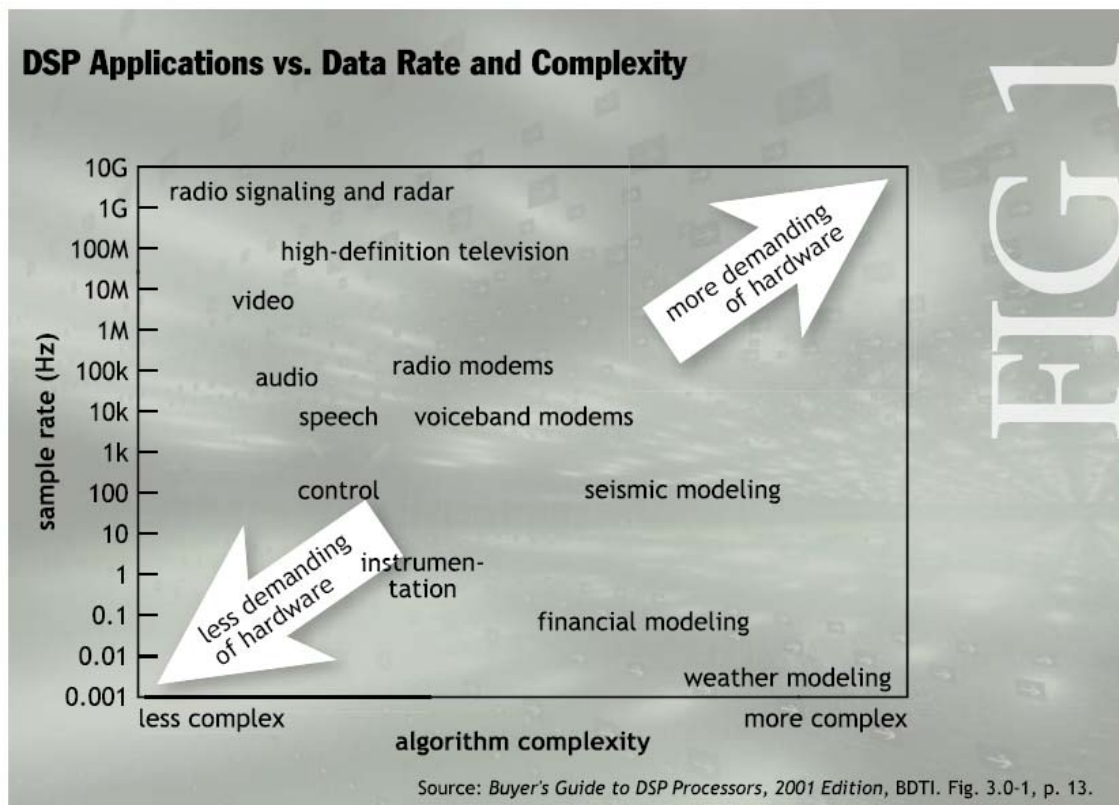 DSP Applications vs. Data Rate and Complexity
FIG 1
sample rate (Hz)
10G
1G
100M
10M
1M
100k
10k
1k
100
10
1
0.1
0.01
0.001
radio signaling and radar
high-definition television
video
radio modems
audio
speech
voiceband modems
control
seismic modeling
instrumen-
tation
financial modeling
weather modeling
more demanding
of hardware
less demanding
of hardware
less complex
more complex
algorithm complexity
Source: Buyer's Guide to DSP Processors, 2001 Edition, BDTI. Fig. 3.0-1, p. 13.